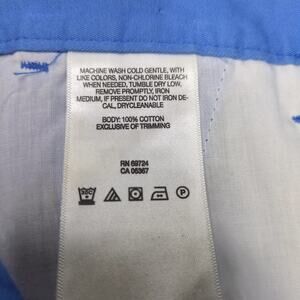 MACHINE WASH COLD GENTLE, WITH
LIKE COLORS, NON-CHLORINE BLEACH
WHEN NEEDED, TUMBLE DRY LOW,
REMOVE PROMPTLY, IRON
MEDIUM, IF PRESENT DO NOT IRON DE-
CAL, DRYCLEANABLE
BODY: 100% COTTON
EXCLUSIVE OF TRIMMING
RN 69724
CA 05367